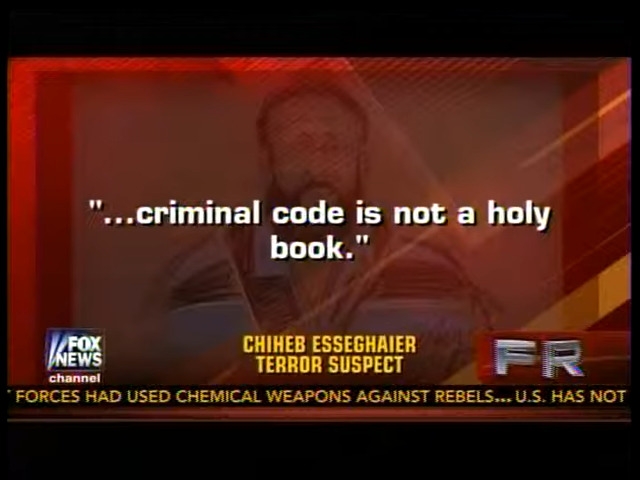 "...criminal code is not a holy
book."
FOX
NEWS
channel
CHIHEB ESSEGHAIER
TERROR SUSPECT
FR
FORCES HAD USED CHEMICAL WEAPONS AGAINST REBELS... U.S. HAS NOT